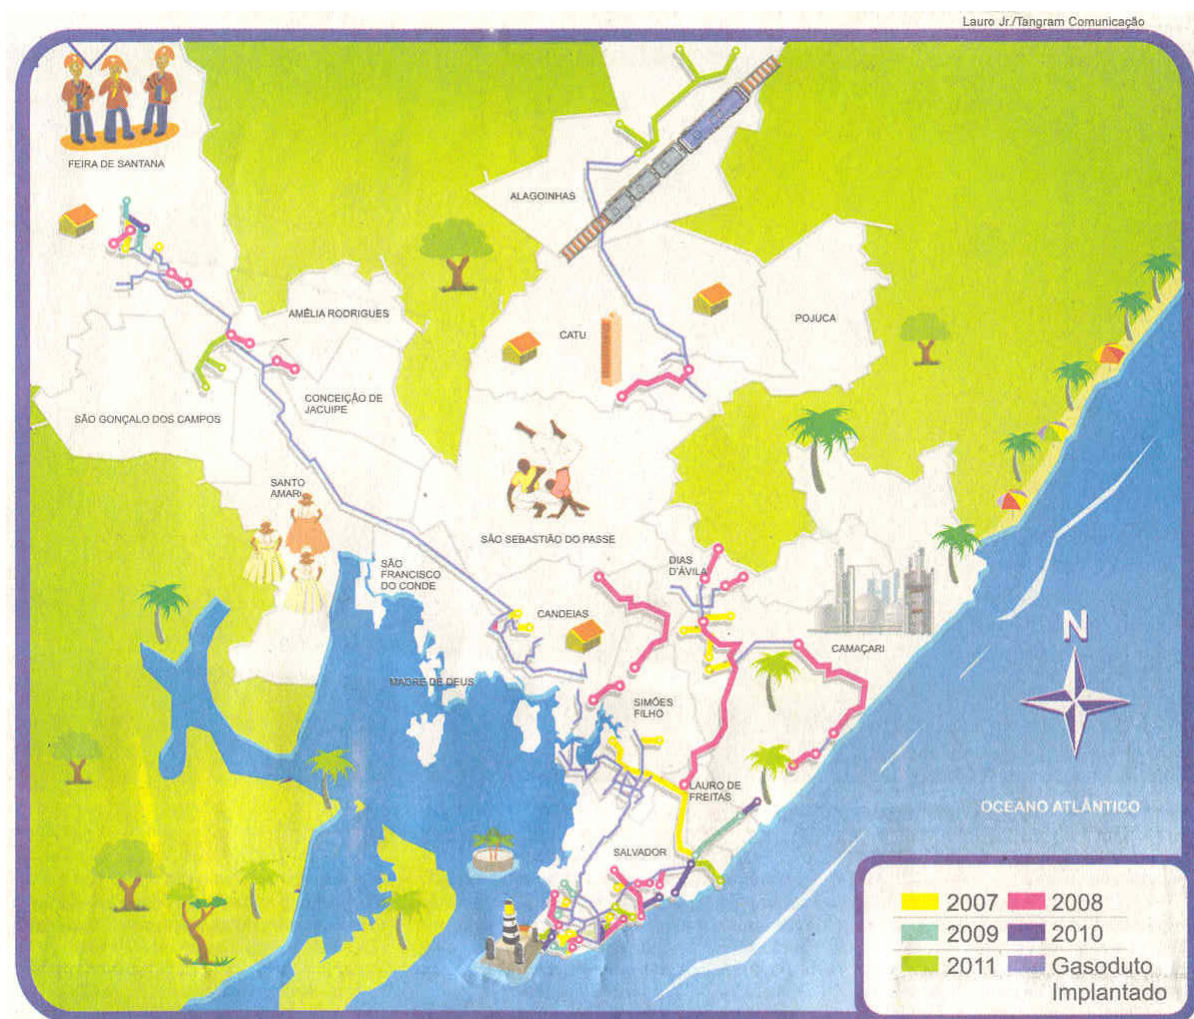 Lauro Jr./Tangram Comunicação
FEIRA DE SANTANA
ALAGOINHAS
AMÉLIA RODRIGUES
CATU
POJUCA
CONCEIÇÃO DE
JACUIPE
SÃO GONÇALO DOS CAMPOS
SANTO
AMARO
SÃO SEBASTIÃO DO PASSE
SÃO
FRANCISCO
DO CONDE
DIAS
D'ÁVILA
CANDEIAS
CAMAÇARI
MADRE DE DEUS
SIMÕES
FILHO
N
LAURO DE
FREITAS
OCEANO ATLÂNTICO
SALVADOR
2007 2008
2009 2010
2011 Gasoduto
Implantado